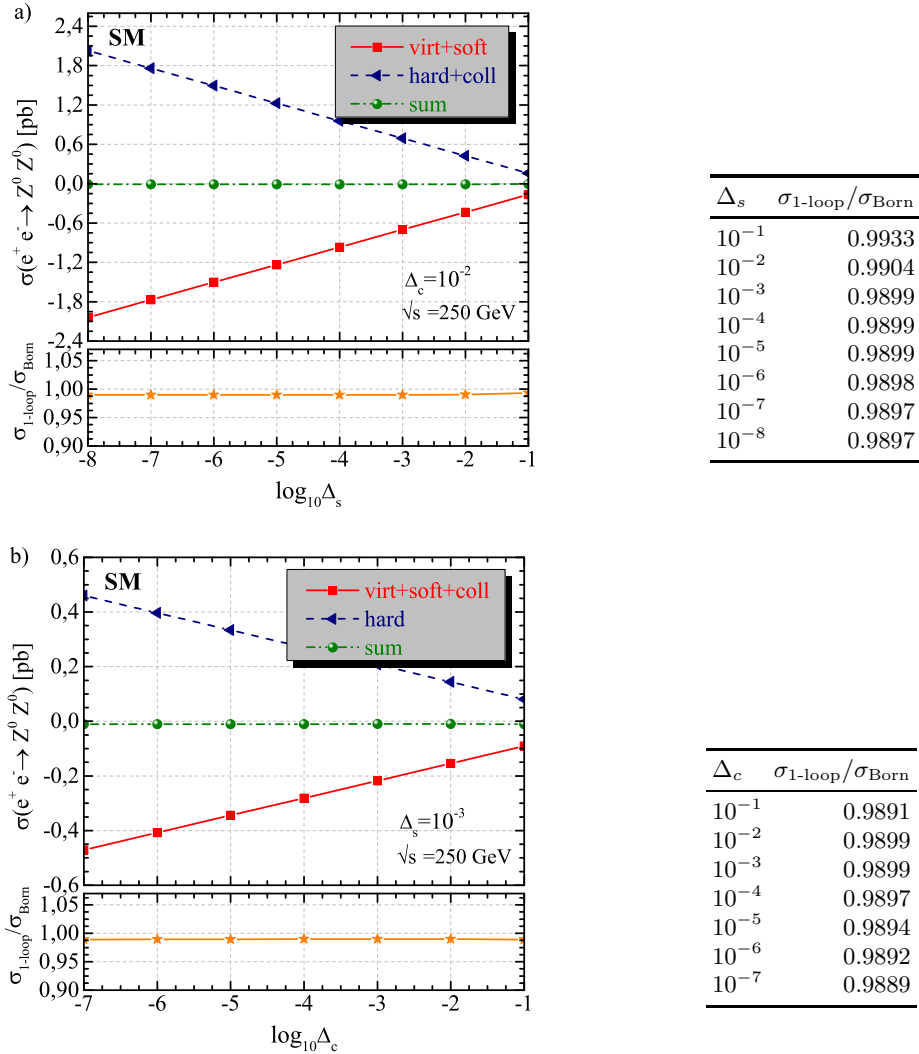 a)
SM
virt+soft
hard+coll
sum
2,4
1,8
1,2
0,6
0,0
-0,6
-1,2
-1,8
-2,4
σ(e⁺ e⁻→ Z⁰ Z⁰) [pb]
Δc=10⁻²
√s =250 GeV
1,05
1,00
0,95
0,90
σ1-loop/σBorn
-8 -7 -6 -5 -4 -3 -2 -1
log₁₀Δs
Δs σ1-loop/σBorn
10⁻¹ 0.9933
10⁻² 0.9904
10⁻³ 0.9899
10⁻⁴ 0.9899
10⁻⁵ 0.9899
10⁻⁶ 0.9898
10⁻⁷ 0.9897
10⁻⁸ 0.9897
b)
SM
virt+soft+coll
hard
sum
0,6
0,4
0,2
0,0
-0,2
-0,4
-0,6
σ(e⁺ e⁻→ Z⁰ Z⁰) [pb]
Δs=10⁻³
√s =250 GeV
1,05
1,00
0,95
0,90
σ1-loop/σBorn
-7 -6 -5 -4 -3 -2 -1
log₁₀Δc
Δc σ1-loop/σBorn
10⁻¹ 0.9891
10⁻² 0.9899
10⁻³ 0.9899
10⁻⁴ 0.9897
10⁻⁵ 0.9894
10⁻⁶ 0.9892
10⁻⁷ 0.9889